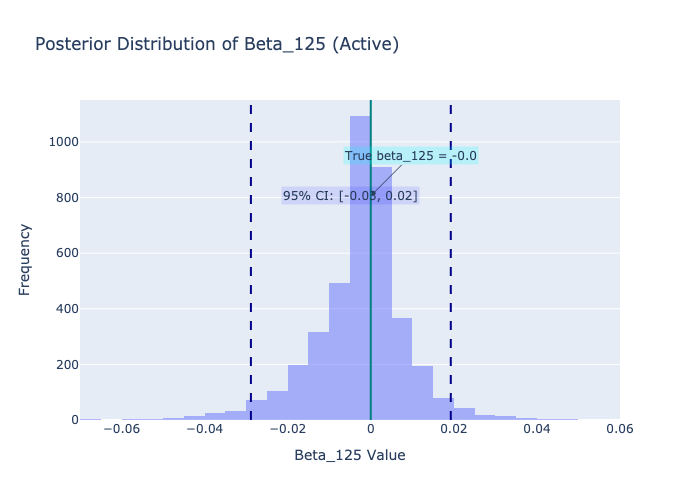 Posterior Distribution of Beta_125 (Active)
1000
800
600
400
200
0
Frequency
True beta_125 = -0.0
95% CI: [-0.03, 0.02]
−0.06
−0.04
−0.02
0
0.02
0.04
0.06
Beta_125 Value